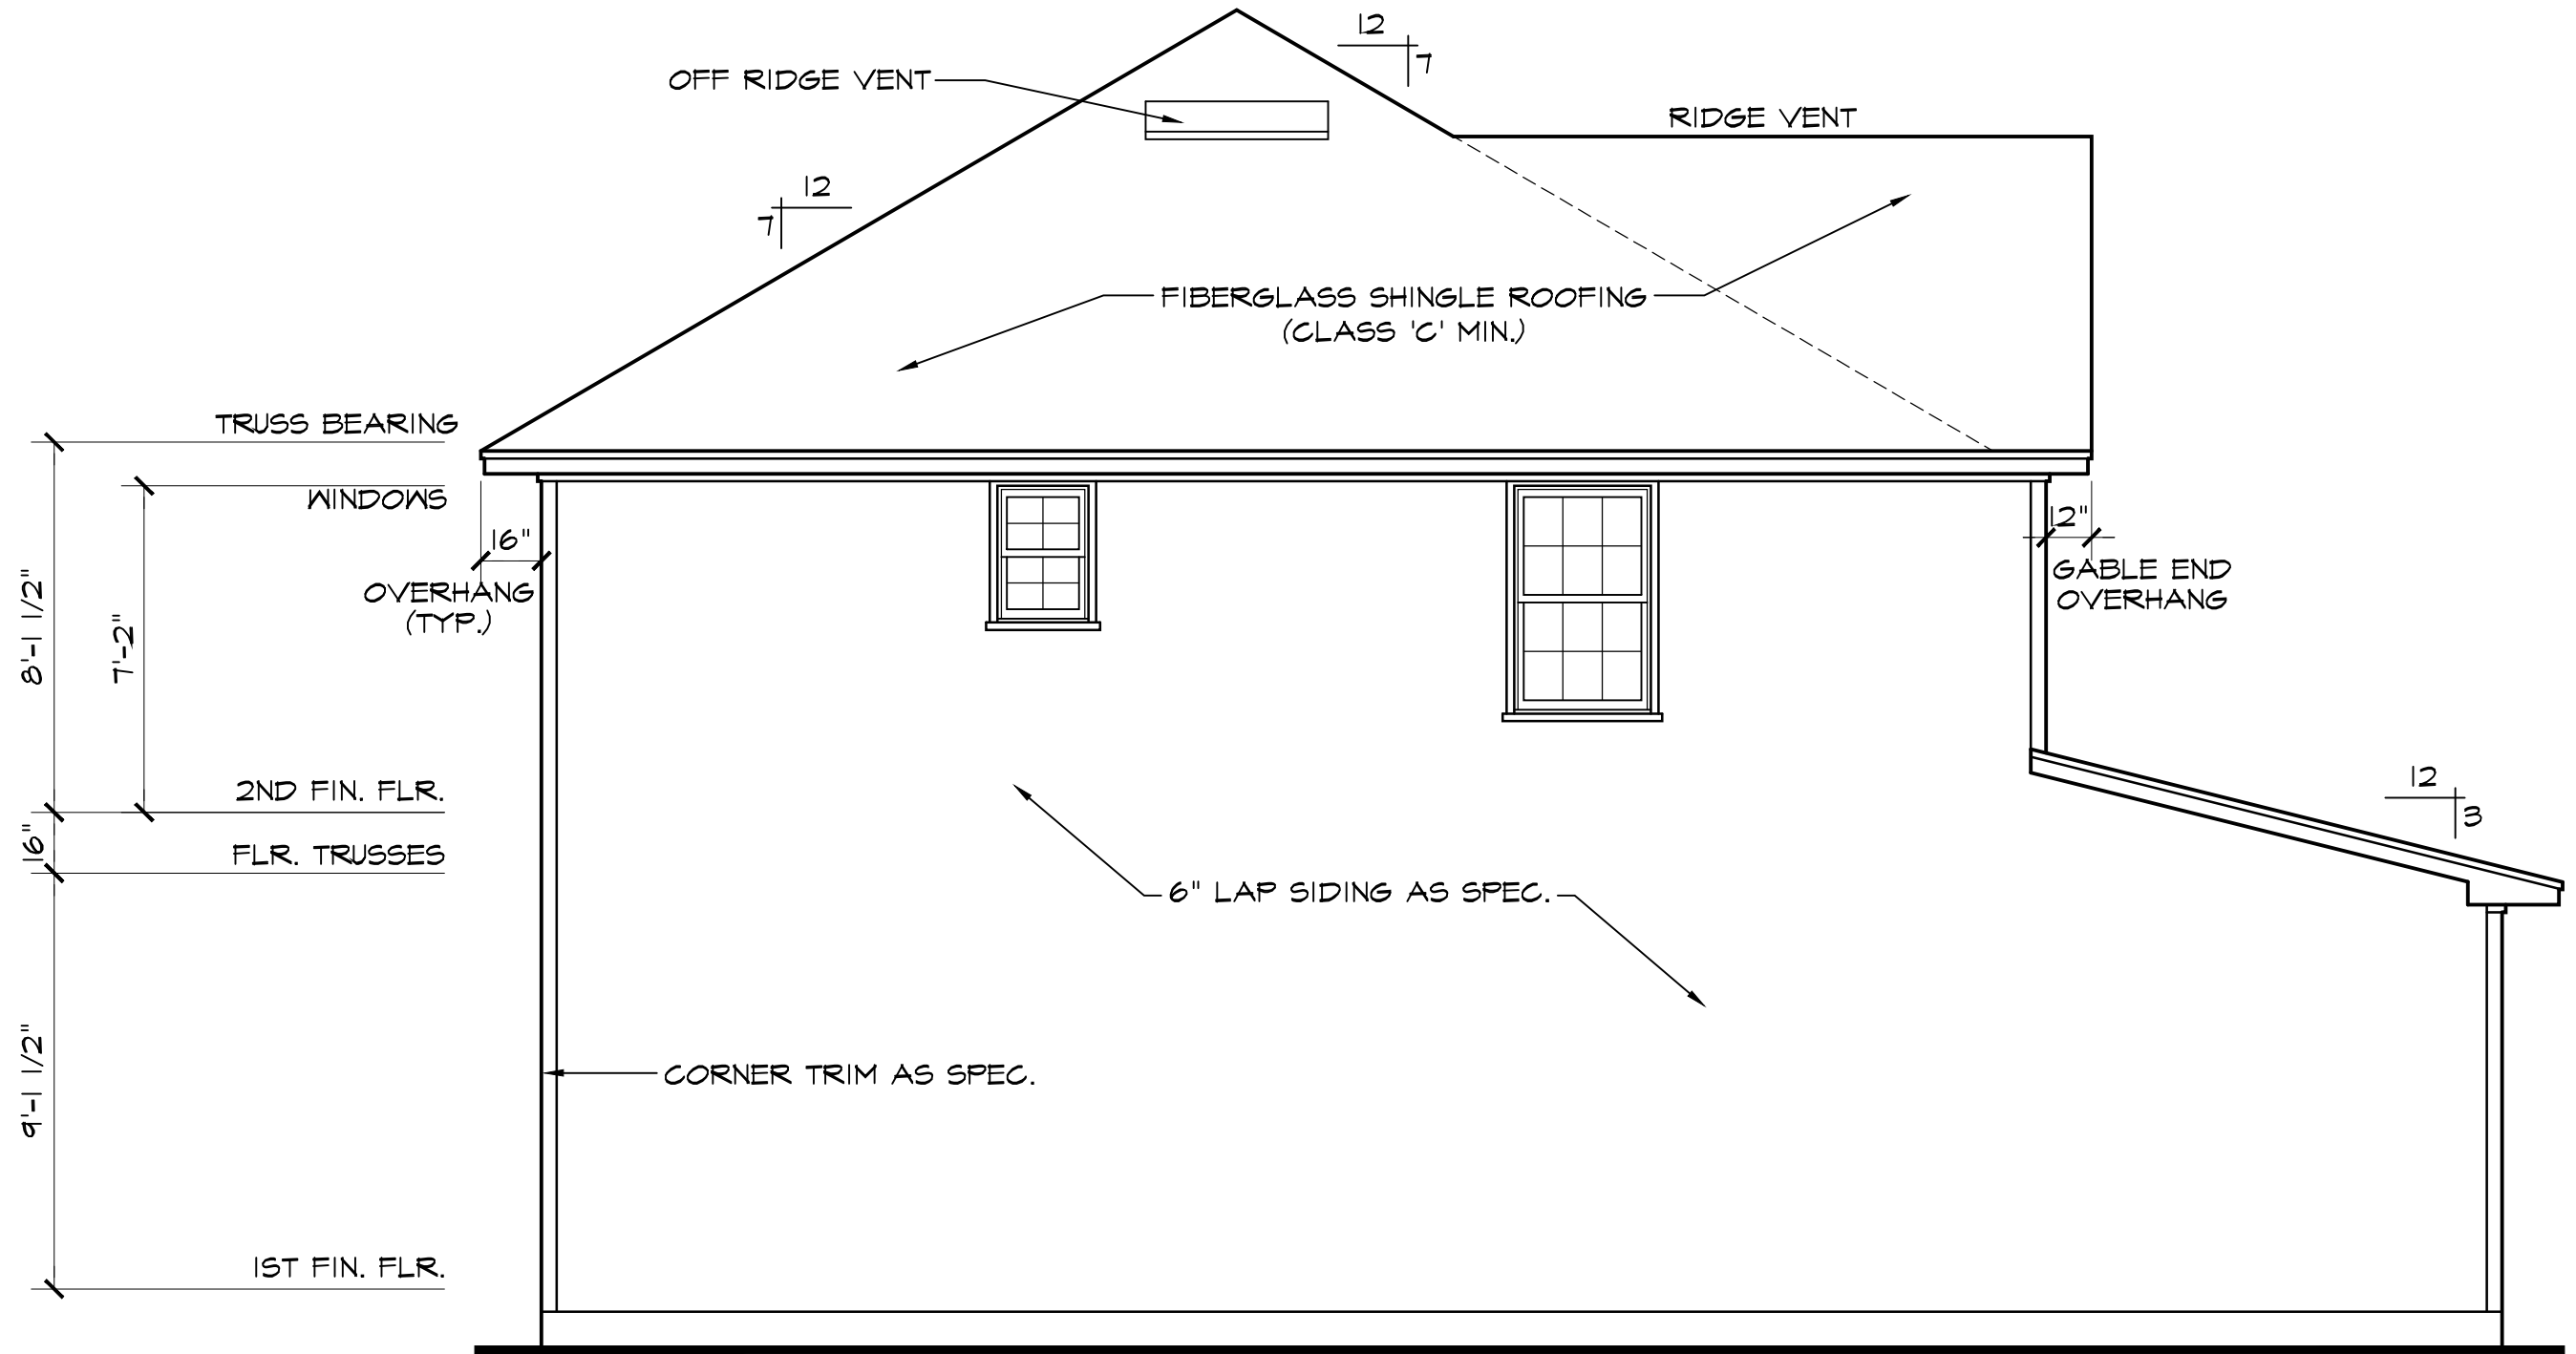 12
7
OFF RIDGE VENT
RIDGE VENT
12
7
FIBERGLASS SHINGLE ROOFING
(CLASS 'C' MIN.)
TRUSS BEARING
WINDOWS
16"
OVERHANG
(TYP.)
12"
GABLE END
OVERHANG
8'-1 1/2"
7'-2"
2ND FIN. FLR.
12
3
16"
FLR. TRUSSES
6" LAP SIDING AS SPEC.
9'-1 1/2"
CORNER TRIM AS SPEC.
1ST FIN. FLR.